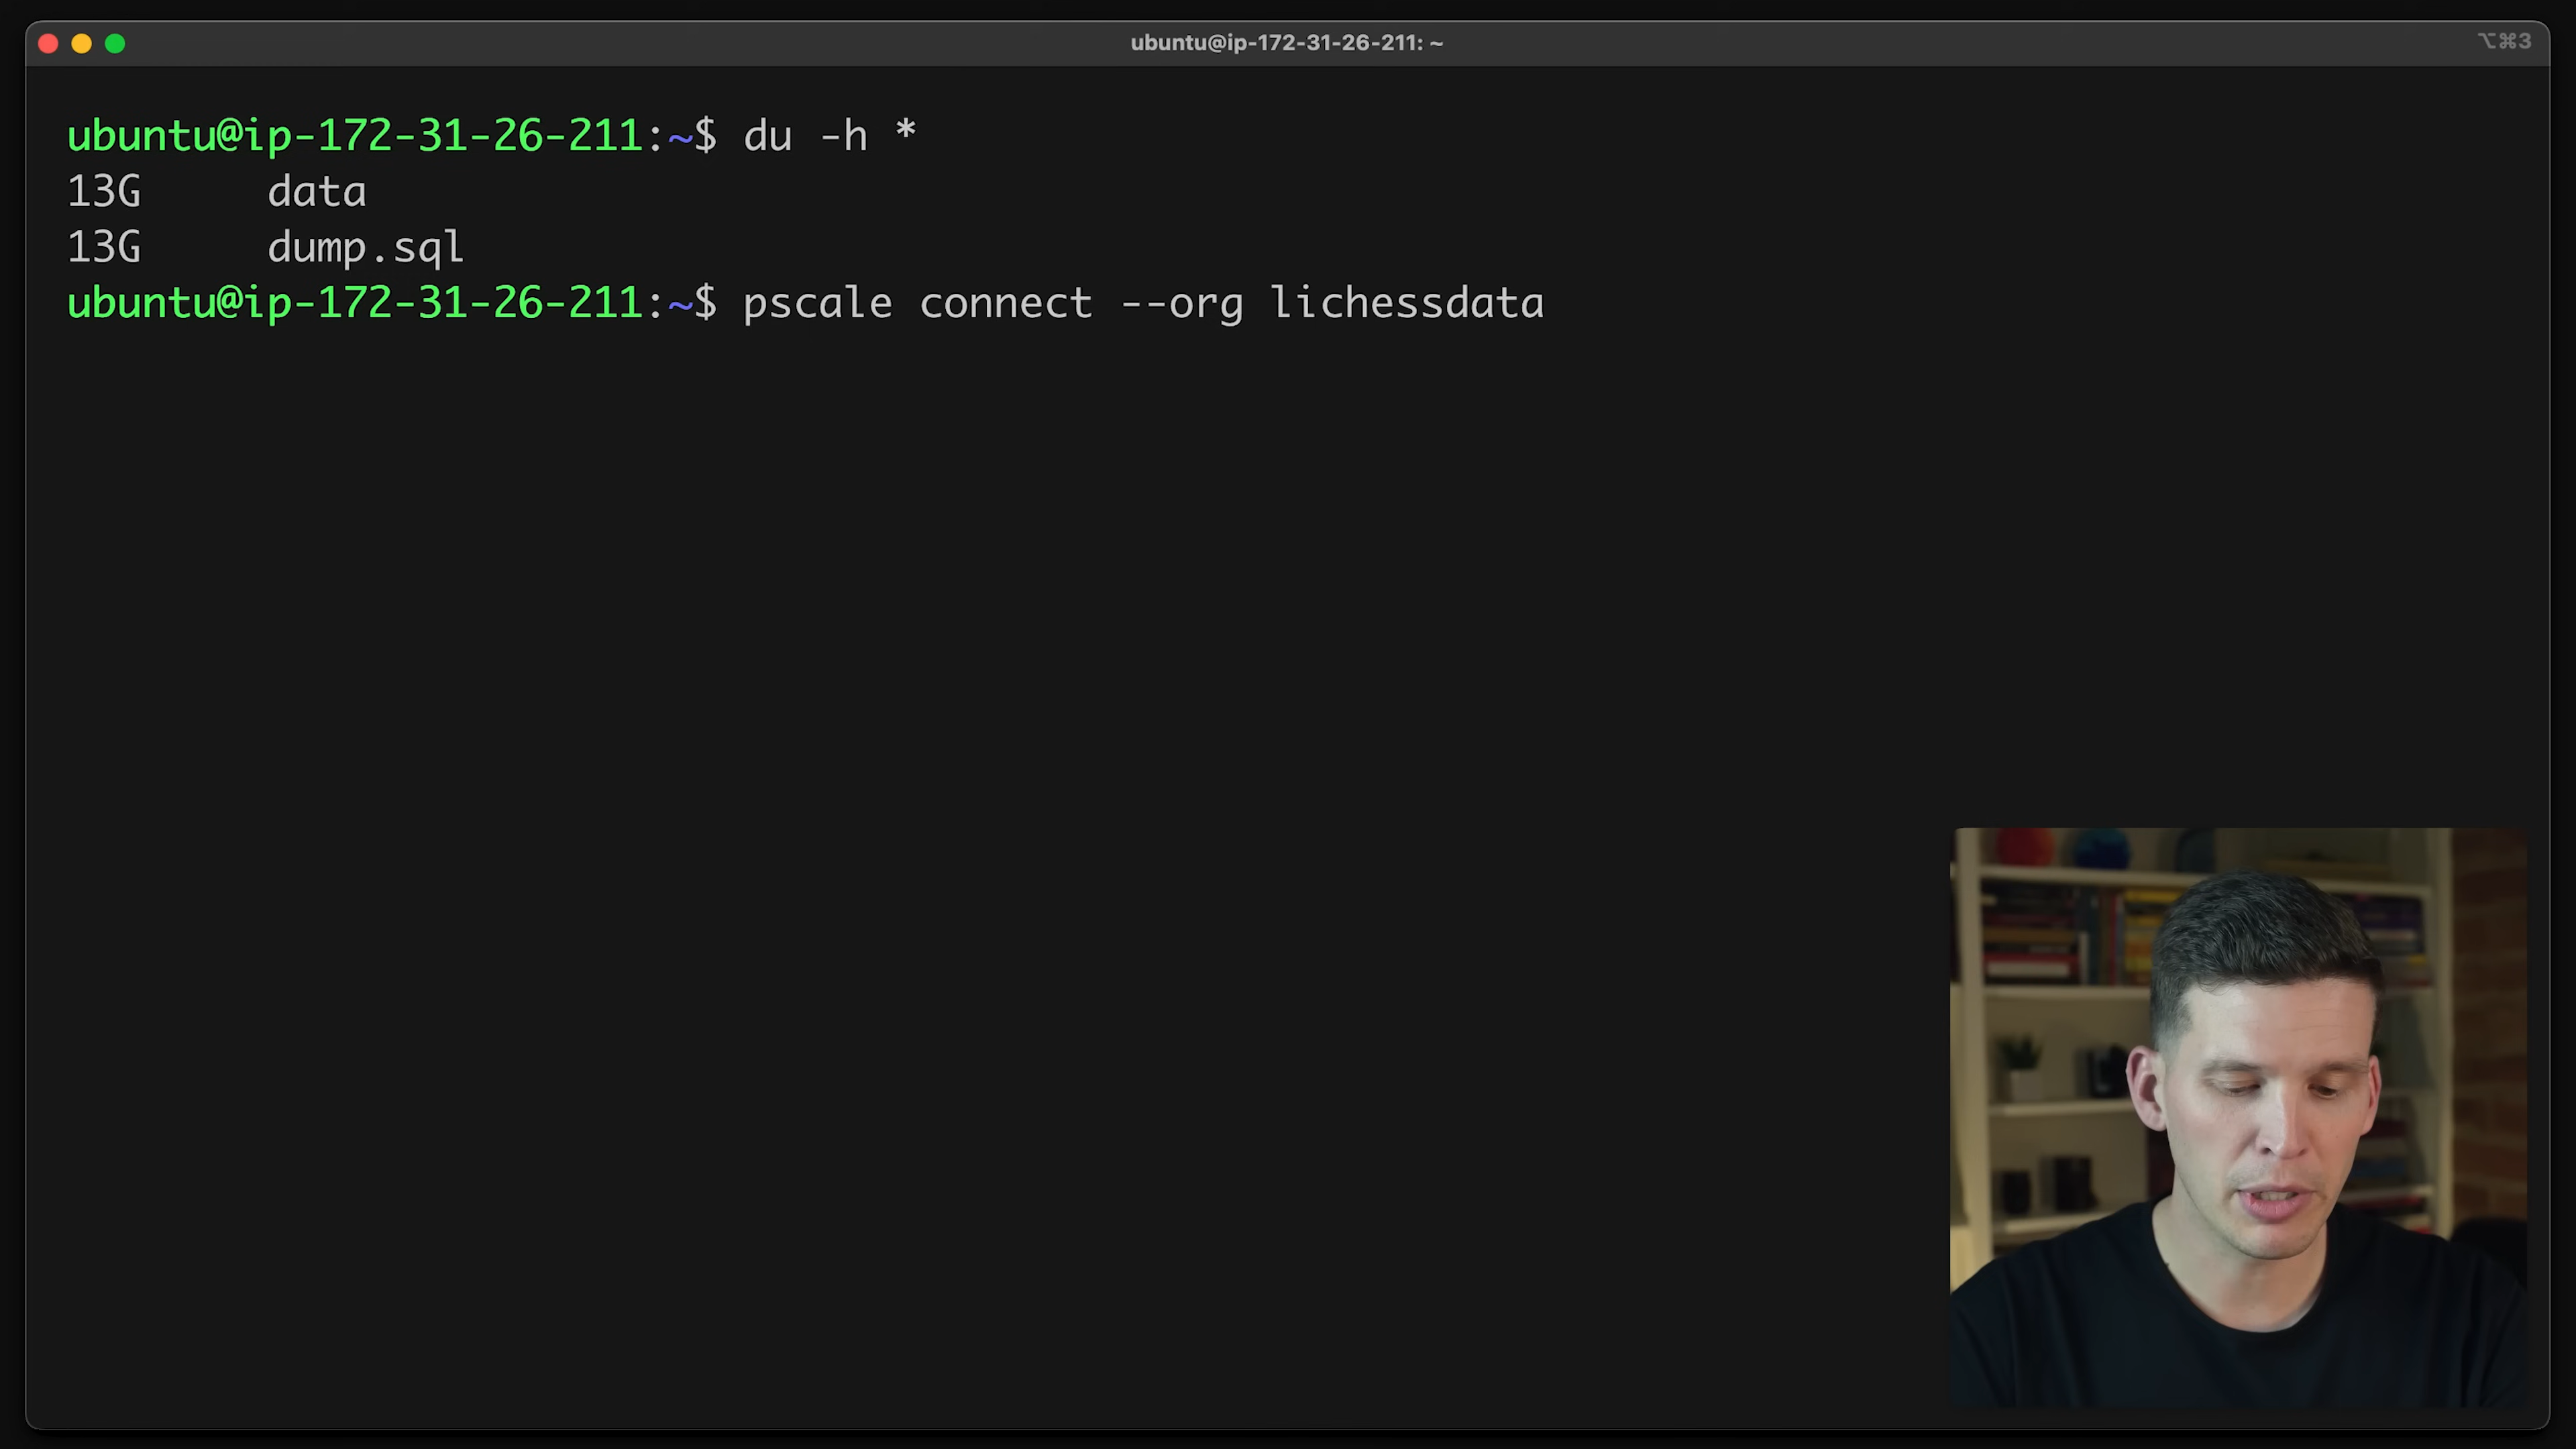 ubuntu@ip-172-31-26-211: ~
⌥⌘3
ubuntu@ip-172-31-26-211:~$ du -h *
13G data
13G dump.sql
ubuntu@ip-172-31-26-211:~$ pscale connect --org lichessdata